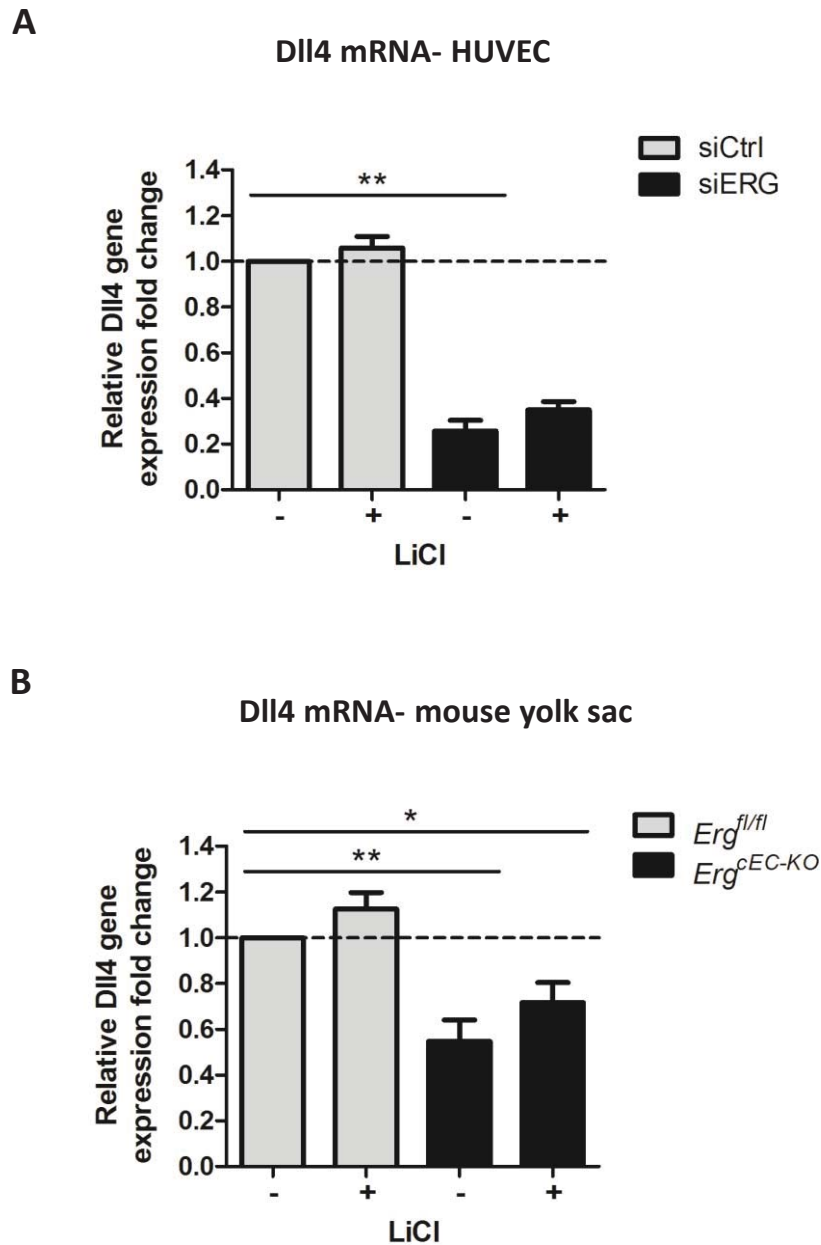 A
Dll4 mRNA- HUVEC
siCtrl
siERG
**
Relative Dll4 gene
expression fold change
1.4
1.2
1.0
0.8
0.6
0.4
0.2
0.0
- + - +
LiCl
B
Dll4 mRNA- mouse yolk sac
Erg^fl/fl
Erg^cEC-KO
*
**
Relative Dll4 gene
expression fold change
1.4
1.2
1.0
0.8
0.6
0.4
0.2
0.0
- + - +
LiCl